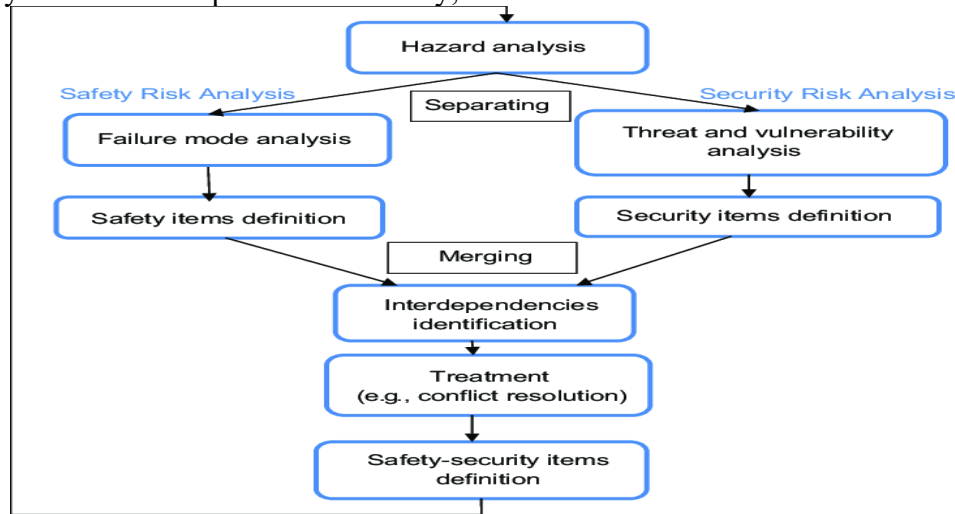 Hazard analysis
Safety Risk Analysis
Security Risk Analysis
Separating
Failure mode analysis
Threat and vulnerability
analysis
Safety items definition
Security items definition
Merging
Interdependencies
identification
Treatment
(e.g., conflict resolution)
Safety-security items
definition